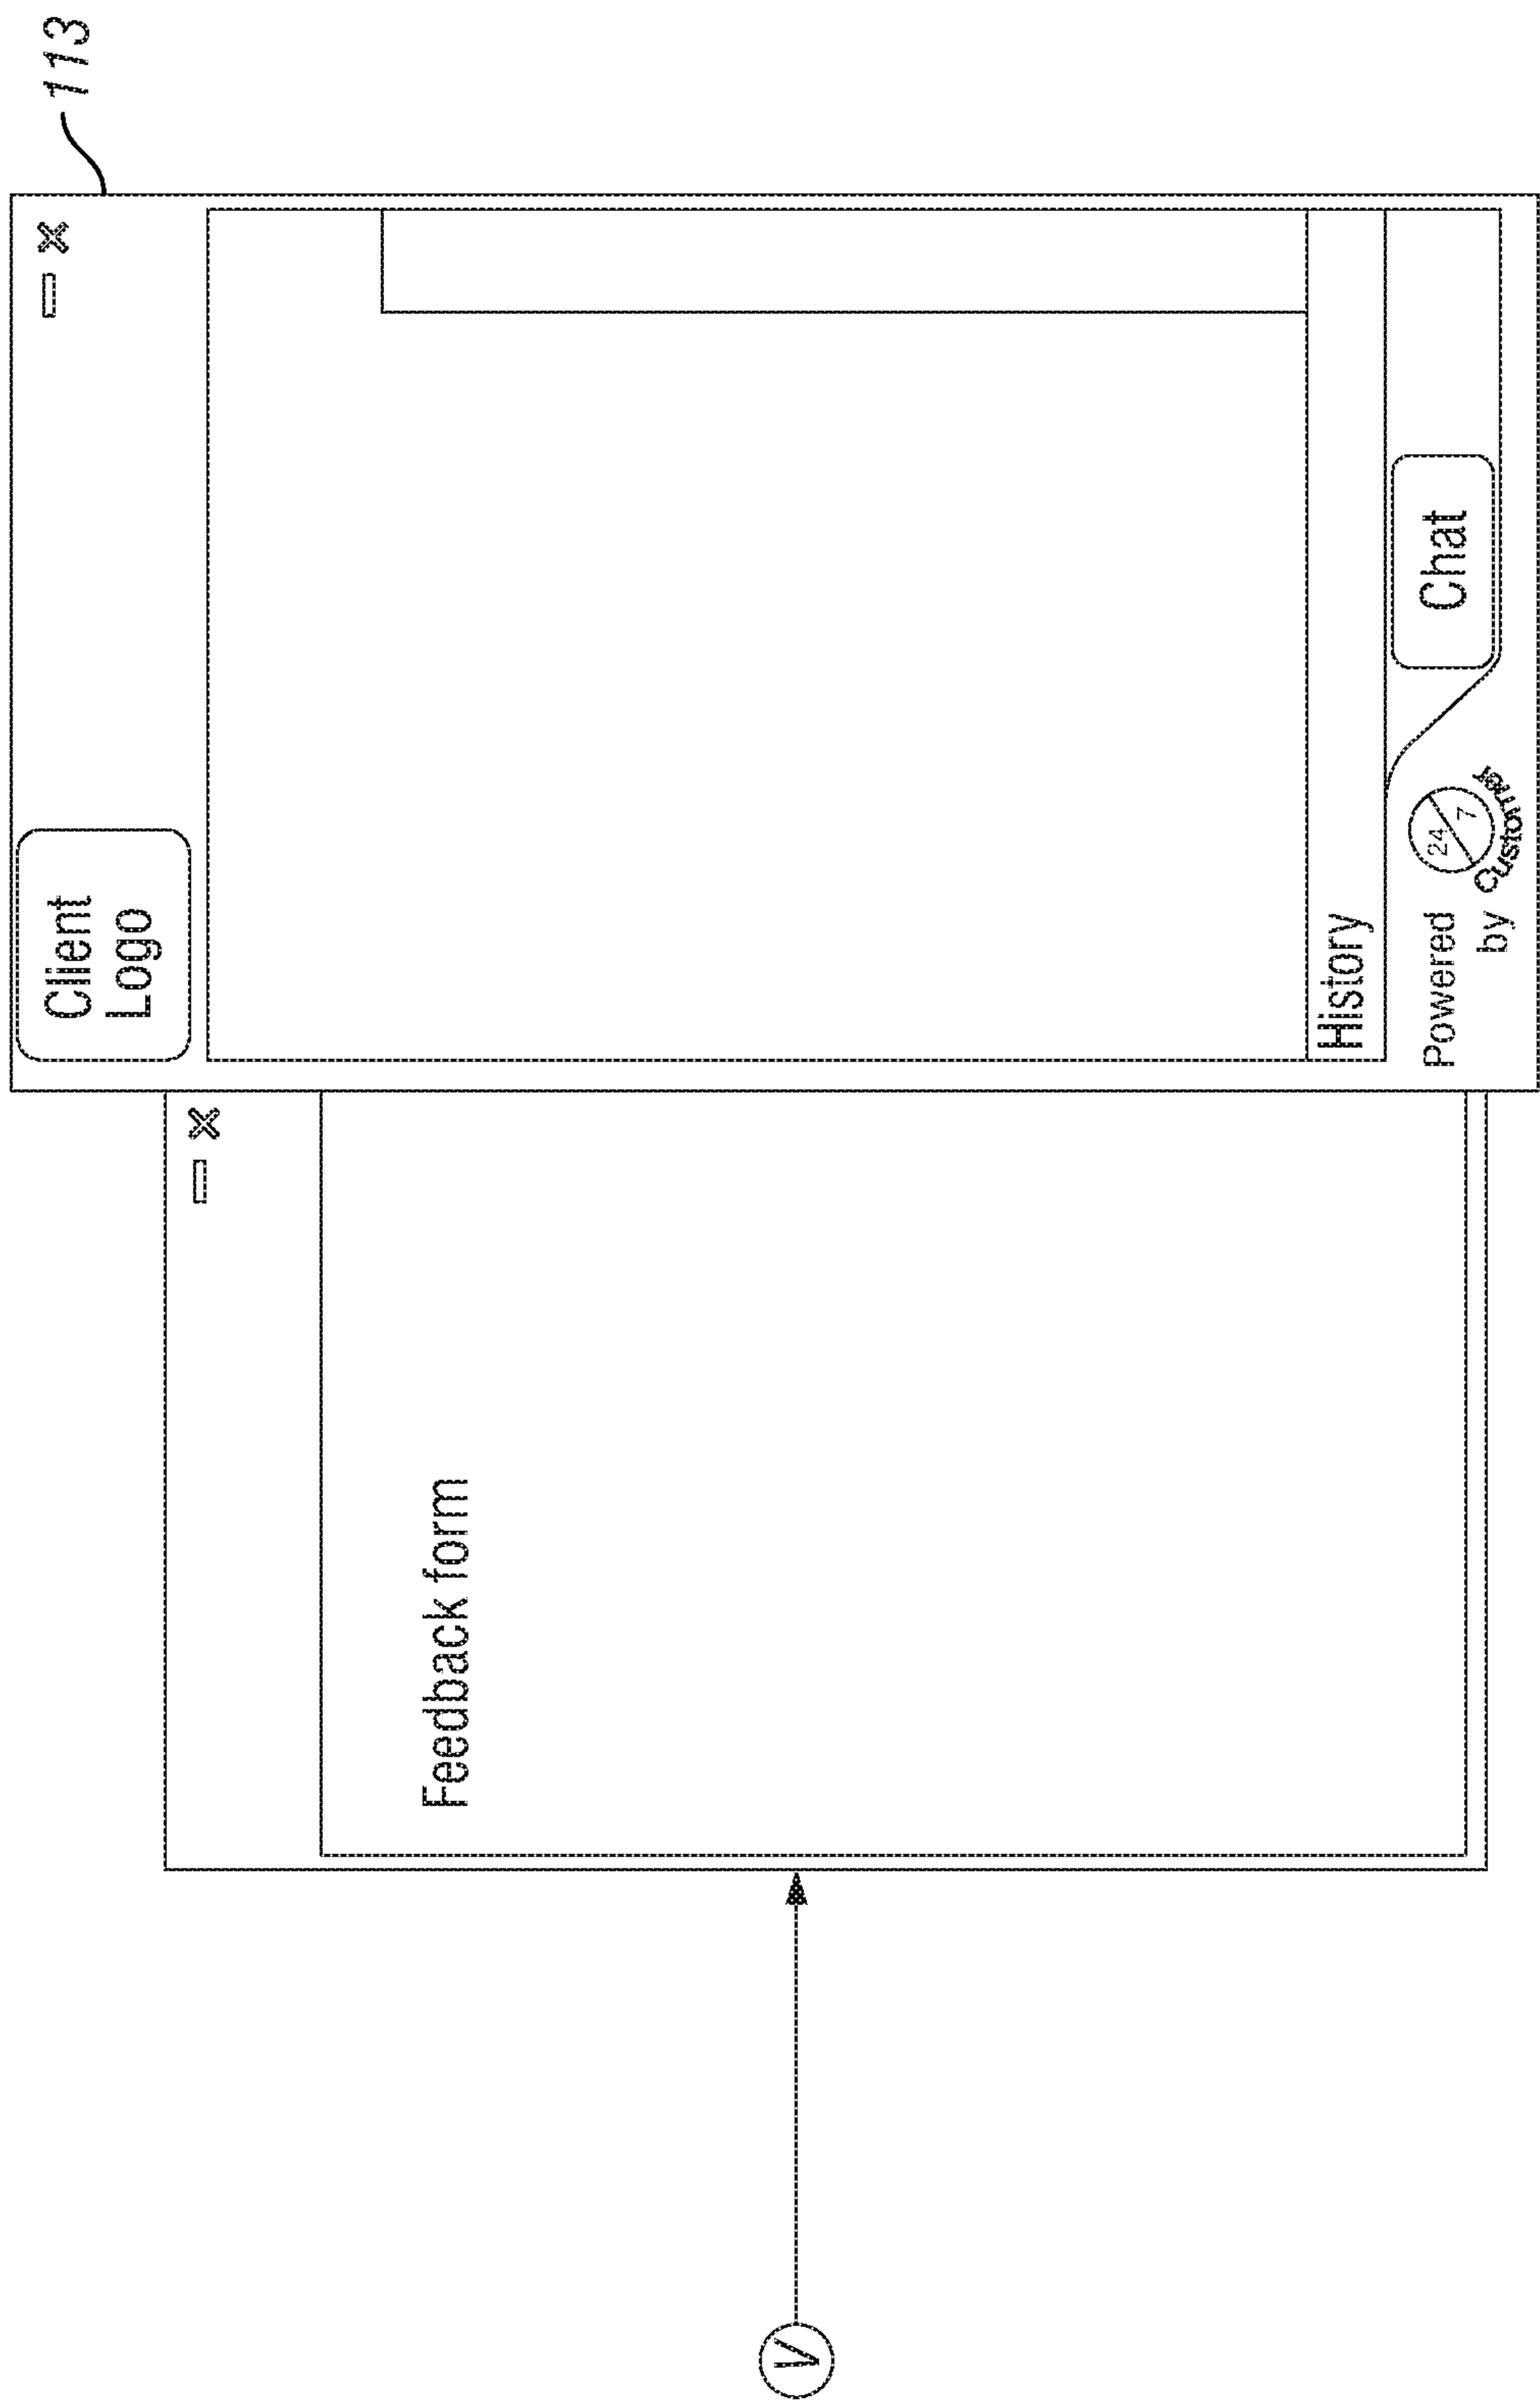 113
Client
Logo
Feedback form
History
Chat
Powered
by
24
7
Customer
V